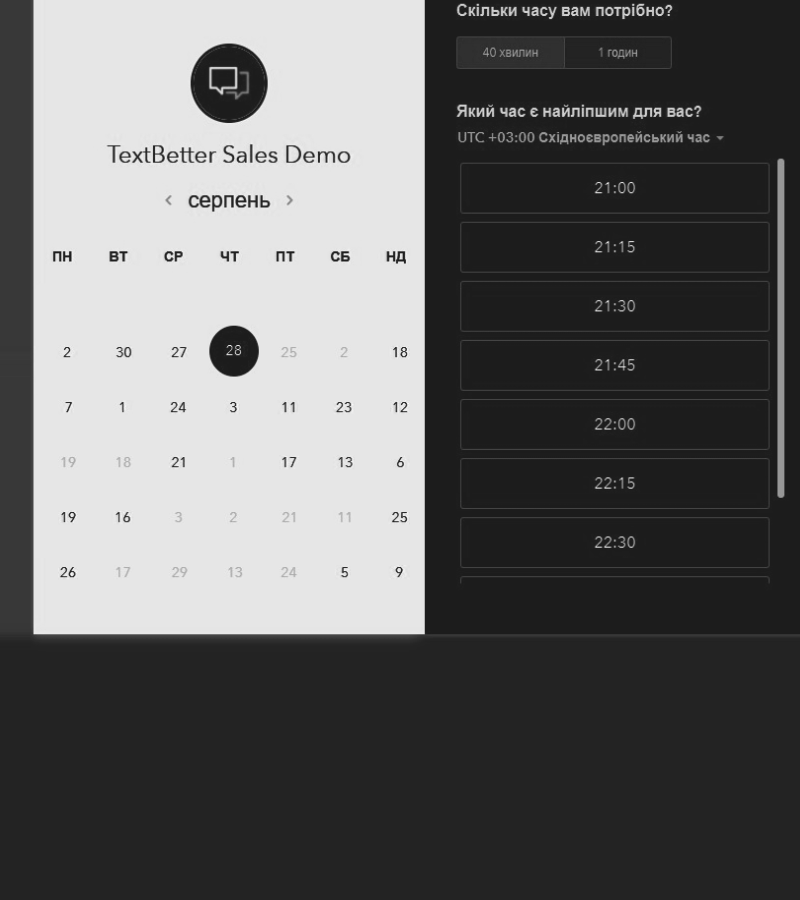 TextBetter Sales Demo
серпень
ПН ВТ СР ЧТ ПТ СБ НД
2 30 27 28 25 2 18
7 1 24 3 11 23 12
19 18 21 1 17 13 6
19 16 3 2 21 11 25
26 17 29 13 24 5 9
Скільки часу вам потрібно?
40 хвилин 1 годин
Який час є найліпшим для вас?
UTC +03:00 Східноєвропейський час
21:00
21:15
21:30
21:45
22:00
22:15
22:30